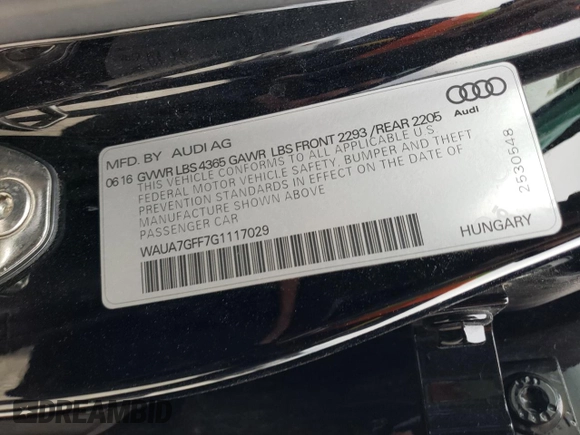 MFD. BY AUDI AG
Audi
06 16 GVWR LBS 4365 GAWR LBS FRONT 2293 /REAR 2205
THIS VEHICLE CONFORMS TO ALL APPLICABLE U.S.
FEDERAL MOTOR VEHICLE SAFETY, BUMPER AND THEFT
PREVENTION STANDARDS IN EFFECT ON THE DATE OF
MANUFACTURE SHOWN ABOVE
PASSENGER CAR
WAUA7GFF7G1117029
HUNGARY
2530548
DREAMBID